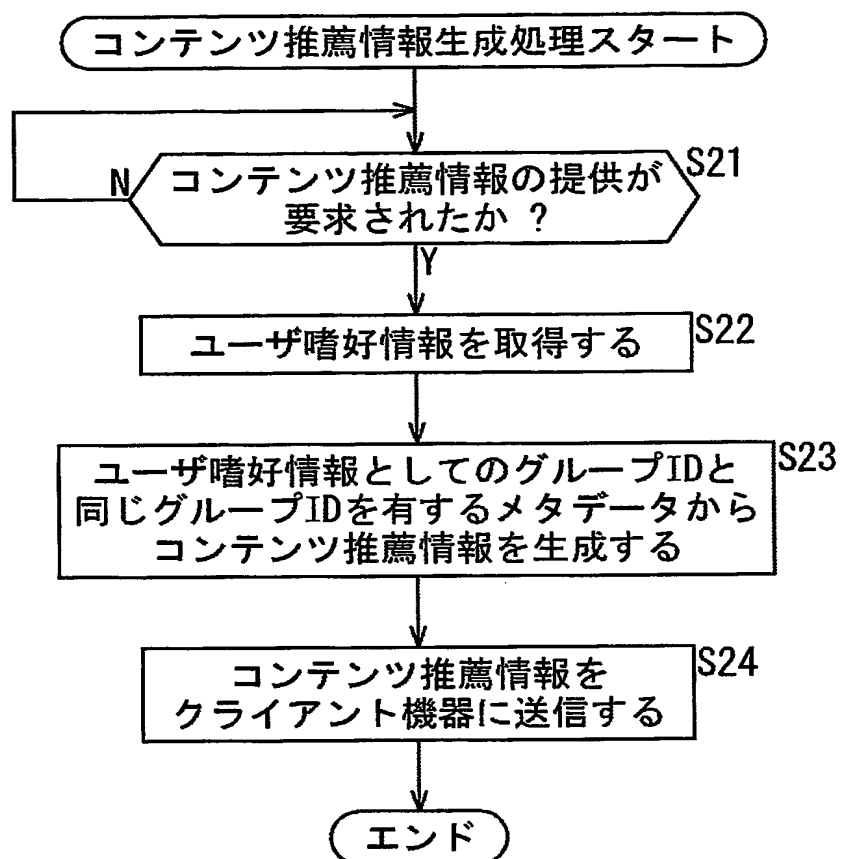 コンテンツ推薦情報生成処理スタート
S21
N
コンテンツ推薦情報の提供が
要求されたか ?
Y
S22
ユーザ嗜好情報を取得する
S23
ユーザ嗜好情報としてのグループIDと
同じグループIDを有するメタデータから
コンテンツ推薦情報を生成する
S24
コンテンツ推薦情報を
クライアント機器に送信する
エンド